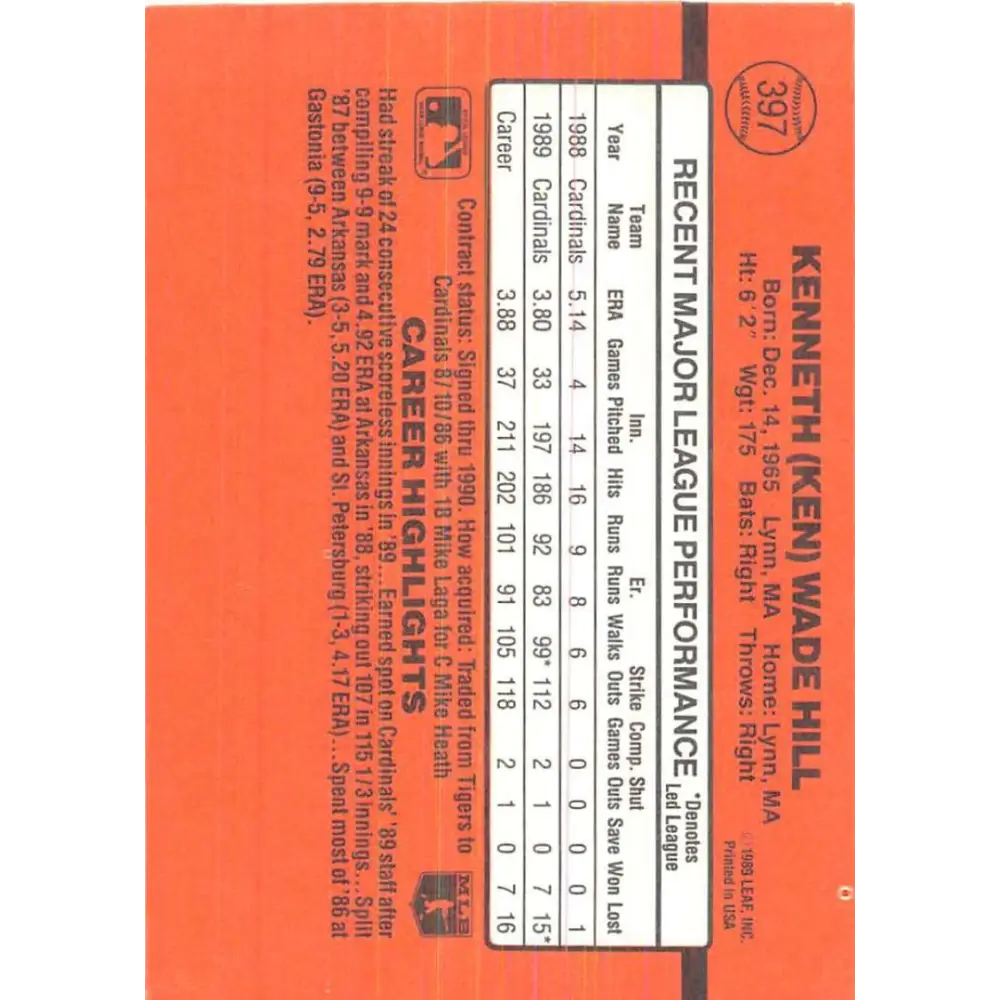 397
KENNETH (KEN) WADE HILL
Born: Dec. 14, 1965 Lynn, MA Home: Lynn, MA
Ht: 6'2" Wgt: 175 Bats: Right Throws: Right
© 1989 LEAF, INC.
Printed in USA
RECENT MAJOR LEAGUE PERFORMANCE
*Denotes
Led League
Team Inn. Er. Strike Comp. Shut
Year Name ERA Games Pitched Hits Runs Runs Walks Outs Games Outs Save Won Lost
1988 Cardinals 5.14 4 14 16 9 8 6 6 0 0 0 0 1
1989 Cardinals 3.80 33 197 186 92 83 99* 112 2 1 0 7 15*
Career 3.88 37 211 202 101 91 105 118 2 1 0 7 16
Contract status: Signed thru 1990. How acquired: Traded from Tigers to
Cardinals 8/10/86 with 1B Mike Laga for C Mike Heath
MLB
CAREER HIGHLIGHTS
Had streak of 24 consecutive scoreless innings in '89...Earned spot on Cardinals' '89 staff after
compiling 9-9 mark and 4.92 ERA at Arkansas in '88, striking out 107 in 115 1/3 innings...Split
'87 between Arkansas (3-5, 5.20 ERA) and St. Petersburg (1-3, 4.17 ERA)...Spent most of '86 at
Gastonia (9-5, 2.79 ERA).